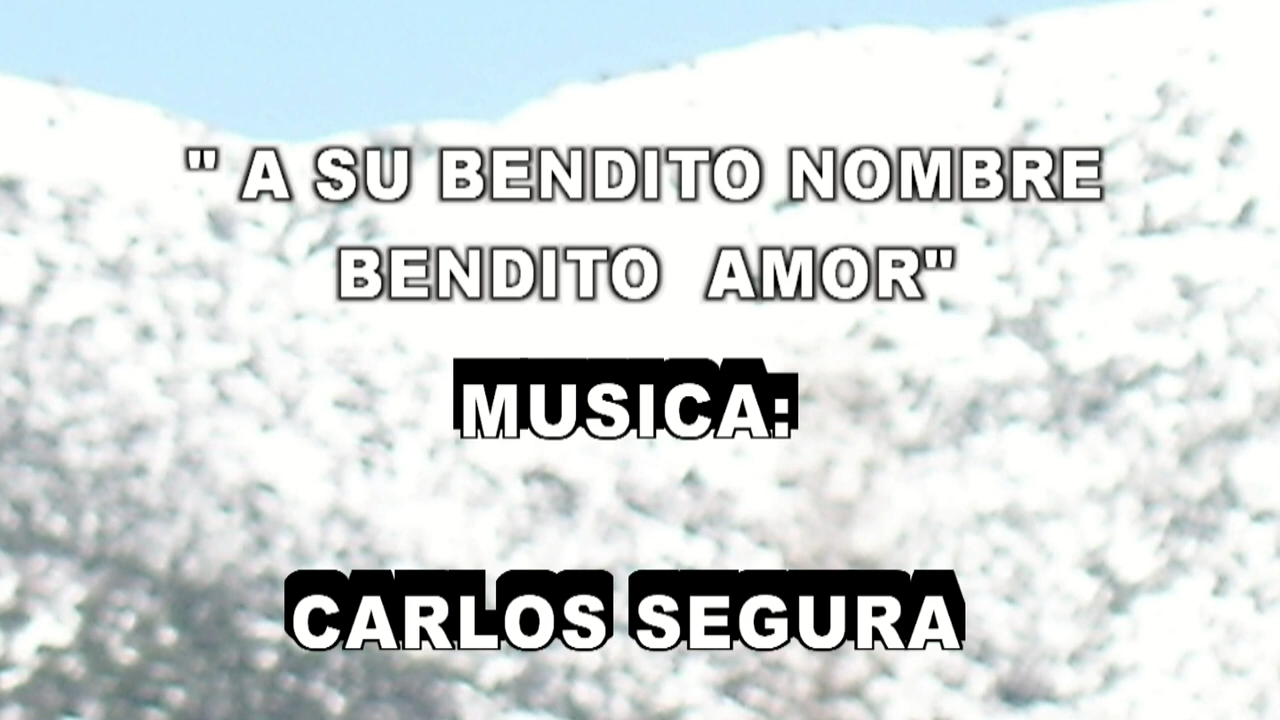 " A SU BENDITO NOMBRE
BENDITO  AMOR"
MUSICA:
CARLOS SEGURA